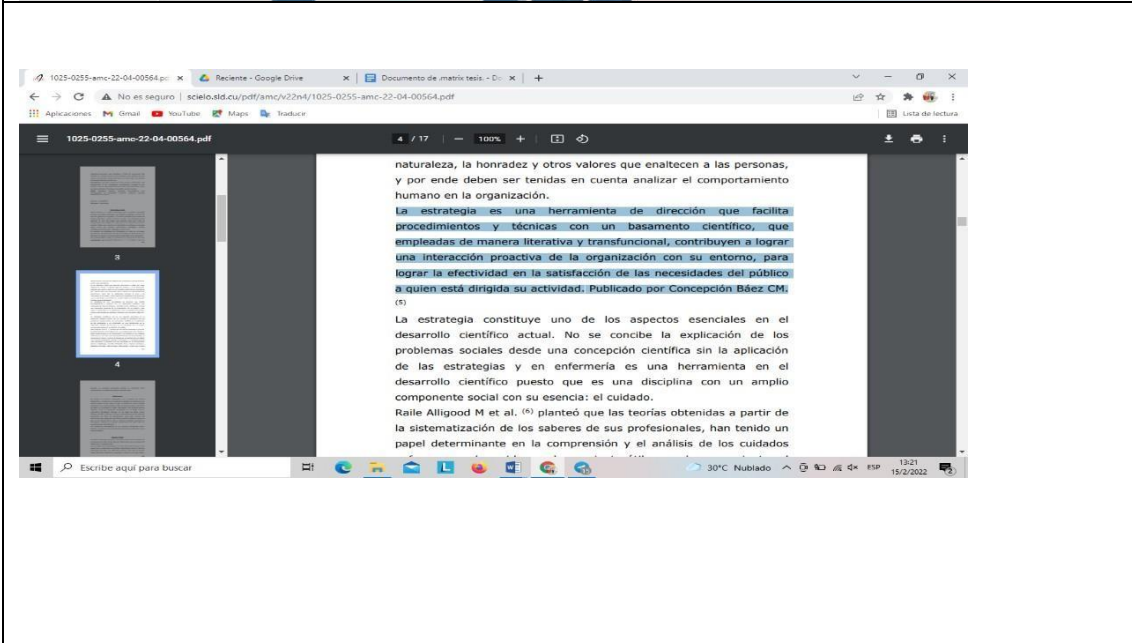 1025-0255-amc-22-04-00564.pd
Reciente - Google Drive
Documento de .matrix tesis. - Do
No es seguro | scielo.sld.cu/pdf/amc/v22n4/1025-0255-amc-22-04-00564.pdf
Aplicaciones Gmail YouTube Maps Traducir
Lista de lectura
1025-0255-amc-22-04-00564.pdf
4 / 17
100%
naturaleza, la honradez y otros valores que enaltecen a las personas,
y por ende deben ser tenidas en cuenta analizar el comportamiento
humano en la organización.
La estrategia es una herramienta de dirección que facilita
procedimientos y técnicas con un basamento científico, que
empleadas de manera literativa y transfuncional, contribuyen a lograr
una interacción proactiva de la organización con su entorno, para
lograr la efectividad en la satisfacción de las necesidades del público
a quien está dirigida su actividad. Publicado por Concepción Báez CM.
(5)
La estrategia constituye uno de los aspectos esenciales en el
desarrollo científico actual. No se concibe la explicación de los
problemas sociales desde una concepción científica sin la aplicación
de las estrategias y en enfermería es una herramienta en el
desarrollo científico puesto que es una disciplina con un amplio
componente social con su esencia: el cuidado.
Raile Alligood M et al. (6) planteó que las teorías obtenidas a partir de
la sistematización de los saberes de sus profesionales, han tenido un
papel determinante en la comprensión y el análisis de los cuidados
3
4
Escribe aquí para buscar
30°C Nublado
ESP
13:21
15/2/2022
2